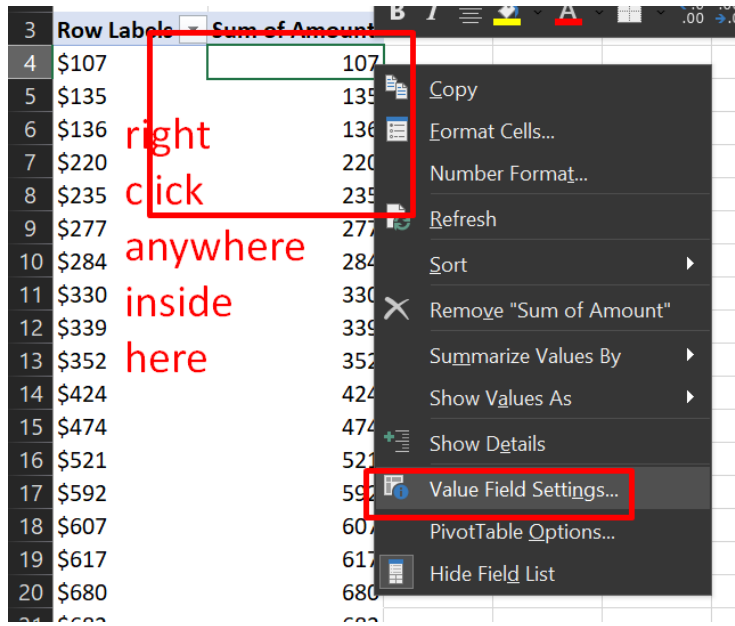 B I A .00
3 Row Labels Sum of Amount
4 $107 107
5 $135 135
6 $136 136
7 $220 220
8 $235 235
9 $277 277
10 $284 284
11 $330 330
12 $339 339
13 $352 352
14 $424 424
15 $474 474
16 $521 521
17 $592 592
18 $607 607
19 $617 617
20 $680 680
right
click
anywhere
inside
here
Copy
Format Cells...
Number Format...
Refresh
Sort
Remove "Sum of Amount"
Summarize Values By
Show Values As
Show Details
Value Field Settings...
PivotTable Options...
Hide Field List